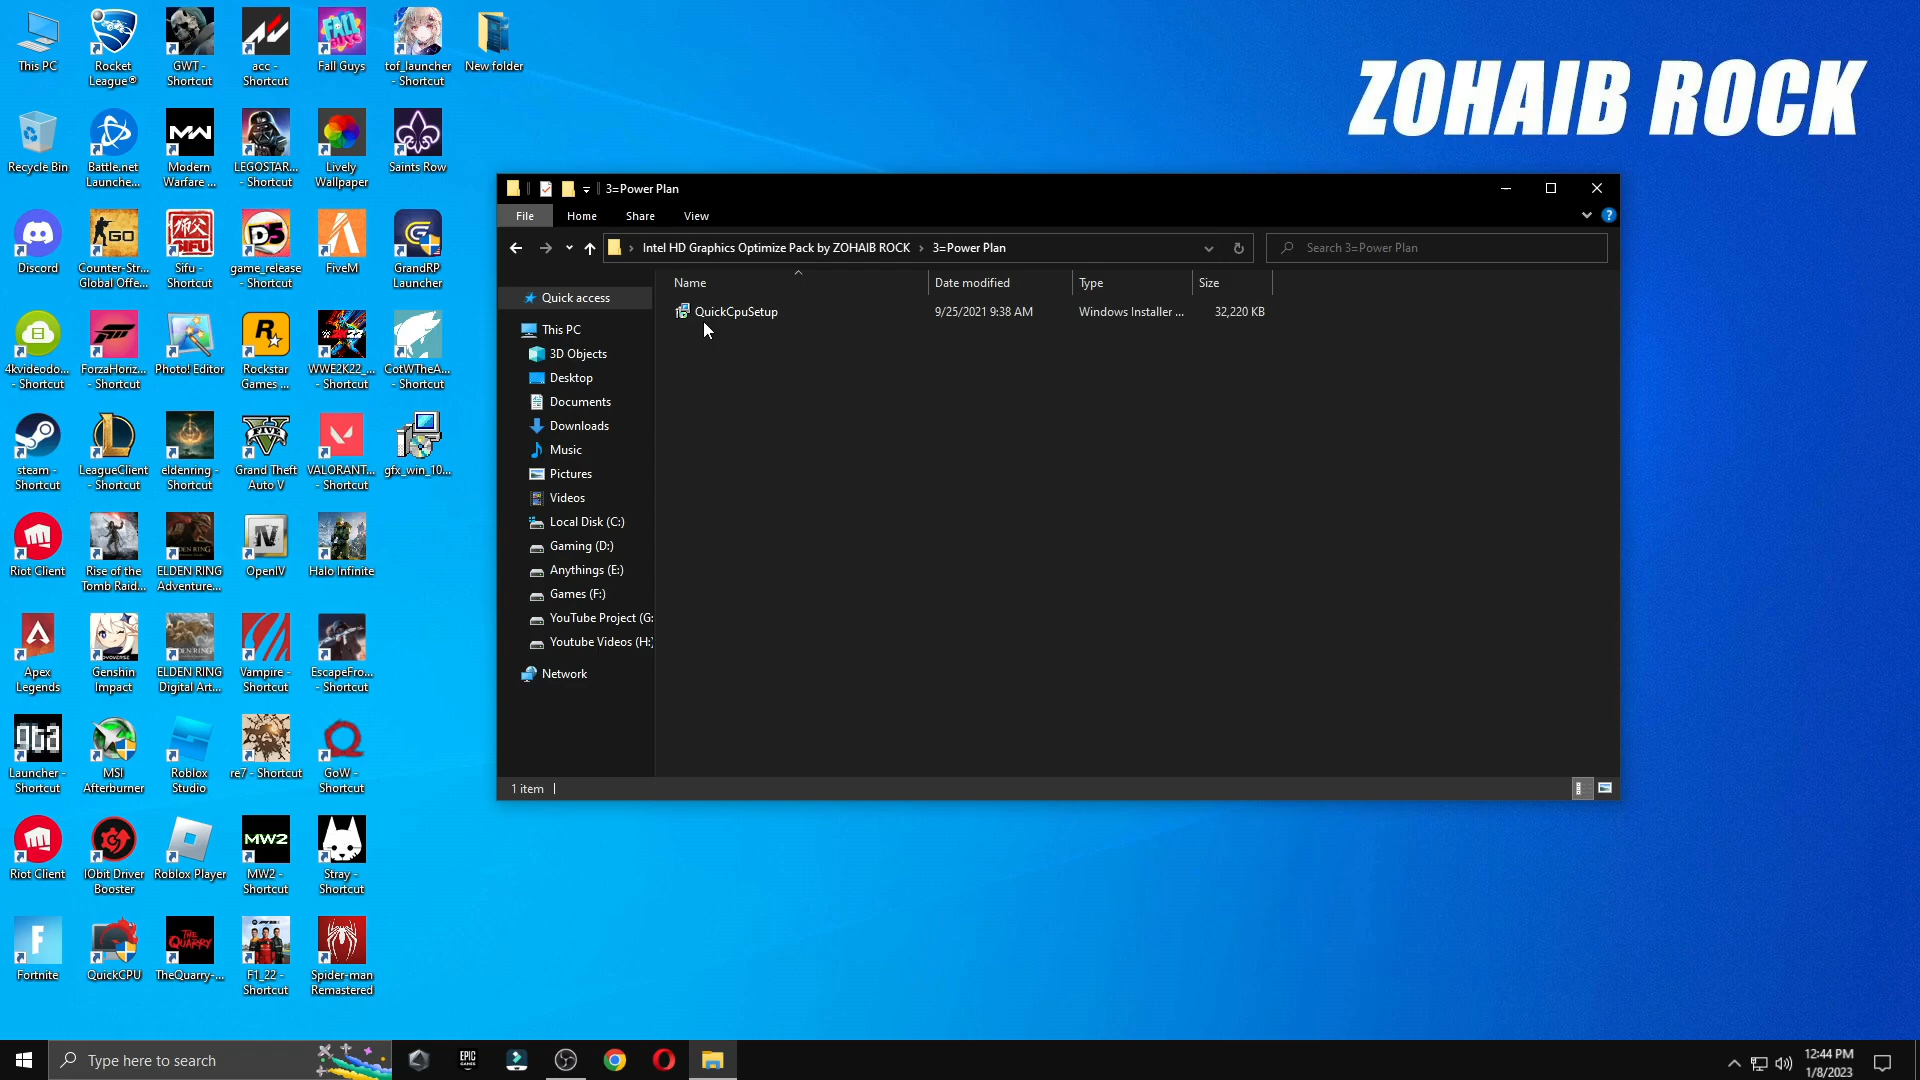 This PC
Rocket
League®
GWT -
Shortcut
acc -
Shortcut
Fall Guys
tof_launcher
- Shortcut
New folder
ZOHAIB ROCK
Recycle Bin
Battle.net
Launche...
Modern
Warfare ...
LEGOSTAR...
- Shortcut
Lively
Wallpaper
Saints Row
Discord
Counter-Str...
Global Offe...
Sifu -
Shortcut
game_release
- Shortcut
FiveM
GrandRP
Launcher
4kvideodo...
- Shortcut
ForzaHoriz...
- Shortcut
Photo! Editor
Rockstar
Games ...
WWE2K22_...
- Shortcut
CotWTheA...
- Shortcut
steam -
Shortcut
LeagueClient
- Shortcut
eldenring -
Shortcut
Grand Theft
Auto V
VALORANT...
- Shortcut
gfx_win_10...
Riot Client
Rise of the
Tomb Raid...
ELDEN RING
Adventure...
OpenIV
Halo Infinite
Apex
Legends
Genshin
Impact
ELDEN RING
Digital Art...
Vampire -
Shortcut
EscapeFro...
- Shortcut
Launcher -
Shortcut
MSI
Afterburner
Roblox
Studio
re7 - Shortcut
GoW -
Shortcut
Riot Client
IObit Driver
Booster
Roblox Player
MW2 -
Shortcut
Stray -
Shortcut
Fortnite
QuickCPU
TheQuarry-...
F1_22 -
Shortcut
Spider-man
Remastered
3=Power Plan
File Home Share View
Intel HD Graphics Optimize Pack by ZOHAIB ROCK › 3=Power Plan
Search 3=Power Plan
Name Date modified Type Size
QuickCpuSetup 9/25/2021 9:38 AM Windows Installer ... 32,220 KB
Quick access
This PC
3D Objects
Desktop
Documents
Downloads
Music
Pictures
Videos
Local Disk (C:)
Gaming (D:)
Anythings (E:)
Games (F:)
YouTube Project (G:
Youtube Videos (H:)
Network
1 item
Type here to search
12:44 PM
1/8/2023